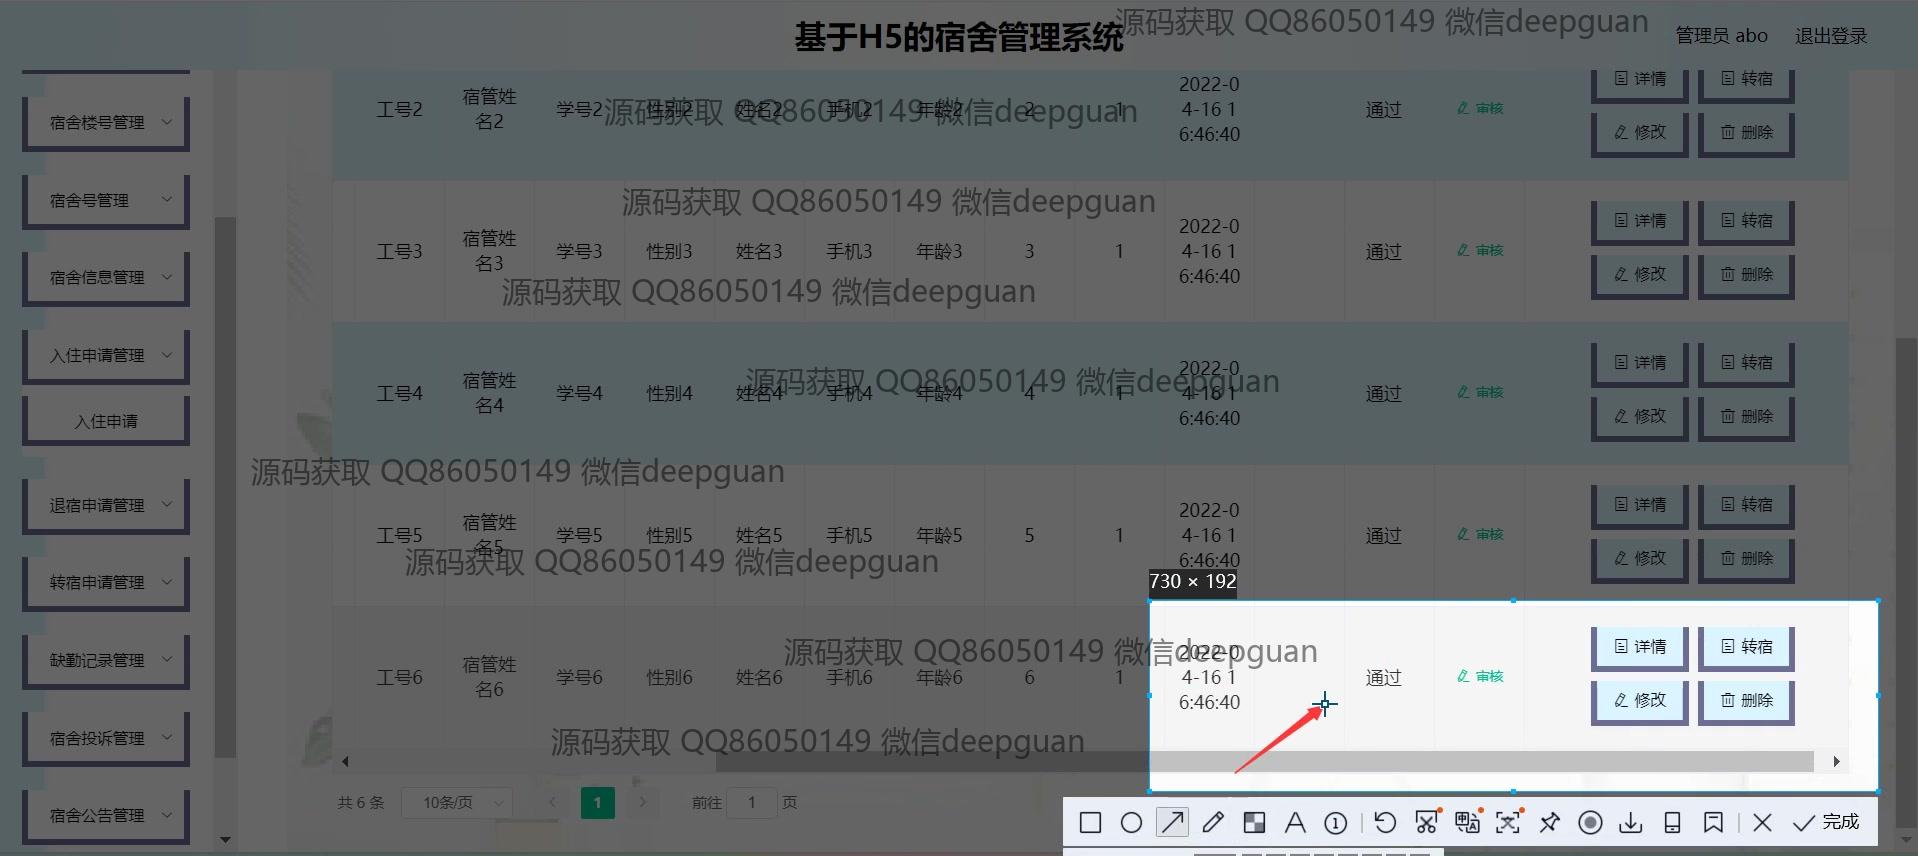 基于H5的宿舍管理系统
源码获取 QQ86050149 微信deepguan
管理员 abo
退出登录
宿舍楼号管理
宿舍号管理
宿舍信息管理
入住申请管理
入住申请
退宿申请管理
转宿申请管理
缺勤记录管理
宿舍投诉管理
宿舍公告管理
工号2 宿管姓名2 学号2 性别2 姓名2 手机2 年龄2 2 1 2022-04-16 16:46:40 通过 审核 详情 转宿 修改 删除
源码获取 QQ86050149 微信deepguan
源码获取 QQ86050149 微信deepguan
工号3 宿管姓名3 学号3 性别3 姓名3 手机3 年龄3 3 1 2022-04-16 16:46:40 通过 审核 详情 转宿 修改 删除
源码获取 QQ86050149 微信deepguan
源码获取 QQ86050149 微信deepguan
工号4 宿管姓名4 学号4 性别4 姓名4 手机4 年龄4 4 1 2022-04-16 16:46:40 通过 审核 详情 转宿 修改 删除
源码获取 QQ86050149 微信deepguan
工号5 宿管姓名5 学号5 性别5 姓名5 手机5 年龄5 5 1 2022-04-16 16:46:40 通过 审核 详情 转宿 修改 删除
源码获取 QQ86050149 微信deepguan
730 × 192
源码获取 QQ86050149 微信deepguan
工号6 宿管姓名6 学号6 性别6 姓名6 手机6 年龄6 6 1 2022-04-16 16:46:40 通过 审核 详情 转宿 修改 删除
源码获取 QQ86050149 微信deepguan
共 6 条 10条/页 1 前往 1 页
完成